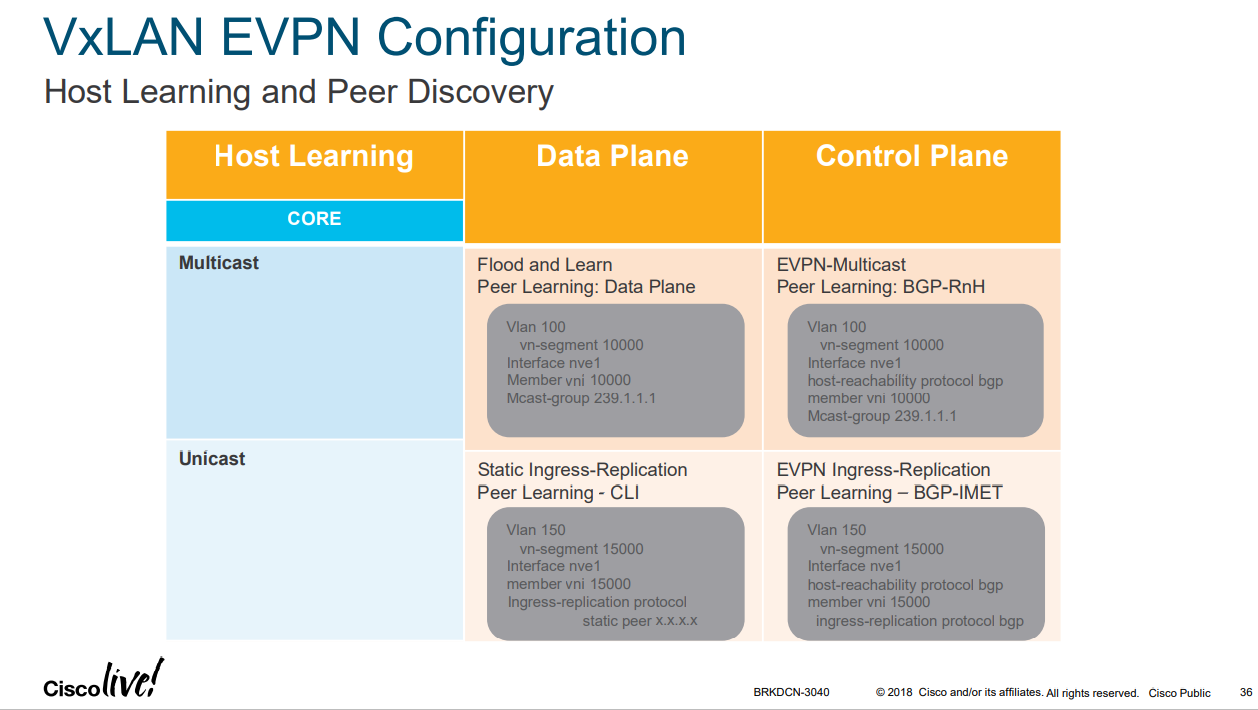 VxLAN EVPN Configuration
Host Learning and Peer Discovery
Host Learning
Data Plane
Control Plane
CORE
Multicast
Flood and Learn
Peer Learning: Data Plane
Vlan 100
vn-segment 10000
Interface nve1
Member vni 10000
Mcast-group 239.1.1.1
EVPN-Multicast
Peer Learning: BGP-RnH
Vlan 100
vn-segment 10000
Interface nve1
host-reachability protocol bgp
member vni 10000
Mcast-group 239.1.1.1
Unicast
Static Ingress-Replication
Peer Learning - CLI
Vlan 150
vn-segment 15000
Interface nve1
member vni 15000
Ingress-replication protocol
static peer x.x.x.x
EVPN Ingress-Replication
Peer Learning – BGP-IMET
Vlan 150
vn-segment 15000
Interface nve1
host-reachability protocol bgp
member vni 15000
ingress-replication protocol bgp
Cisco live!
BRKDCN-3040
© 2018 Cisco and/or its affiliates. All rights reserved. Cisco Public
36